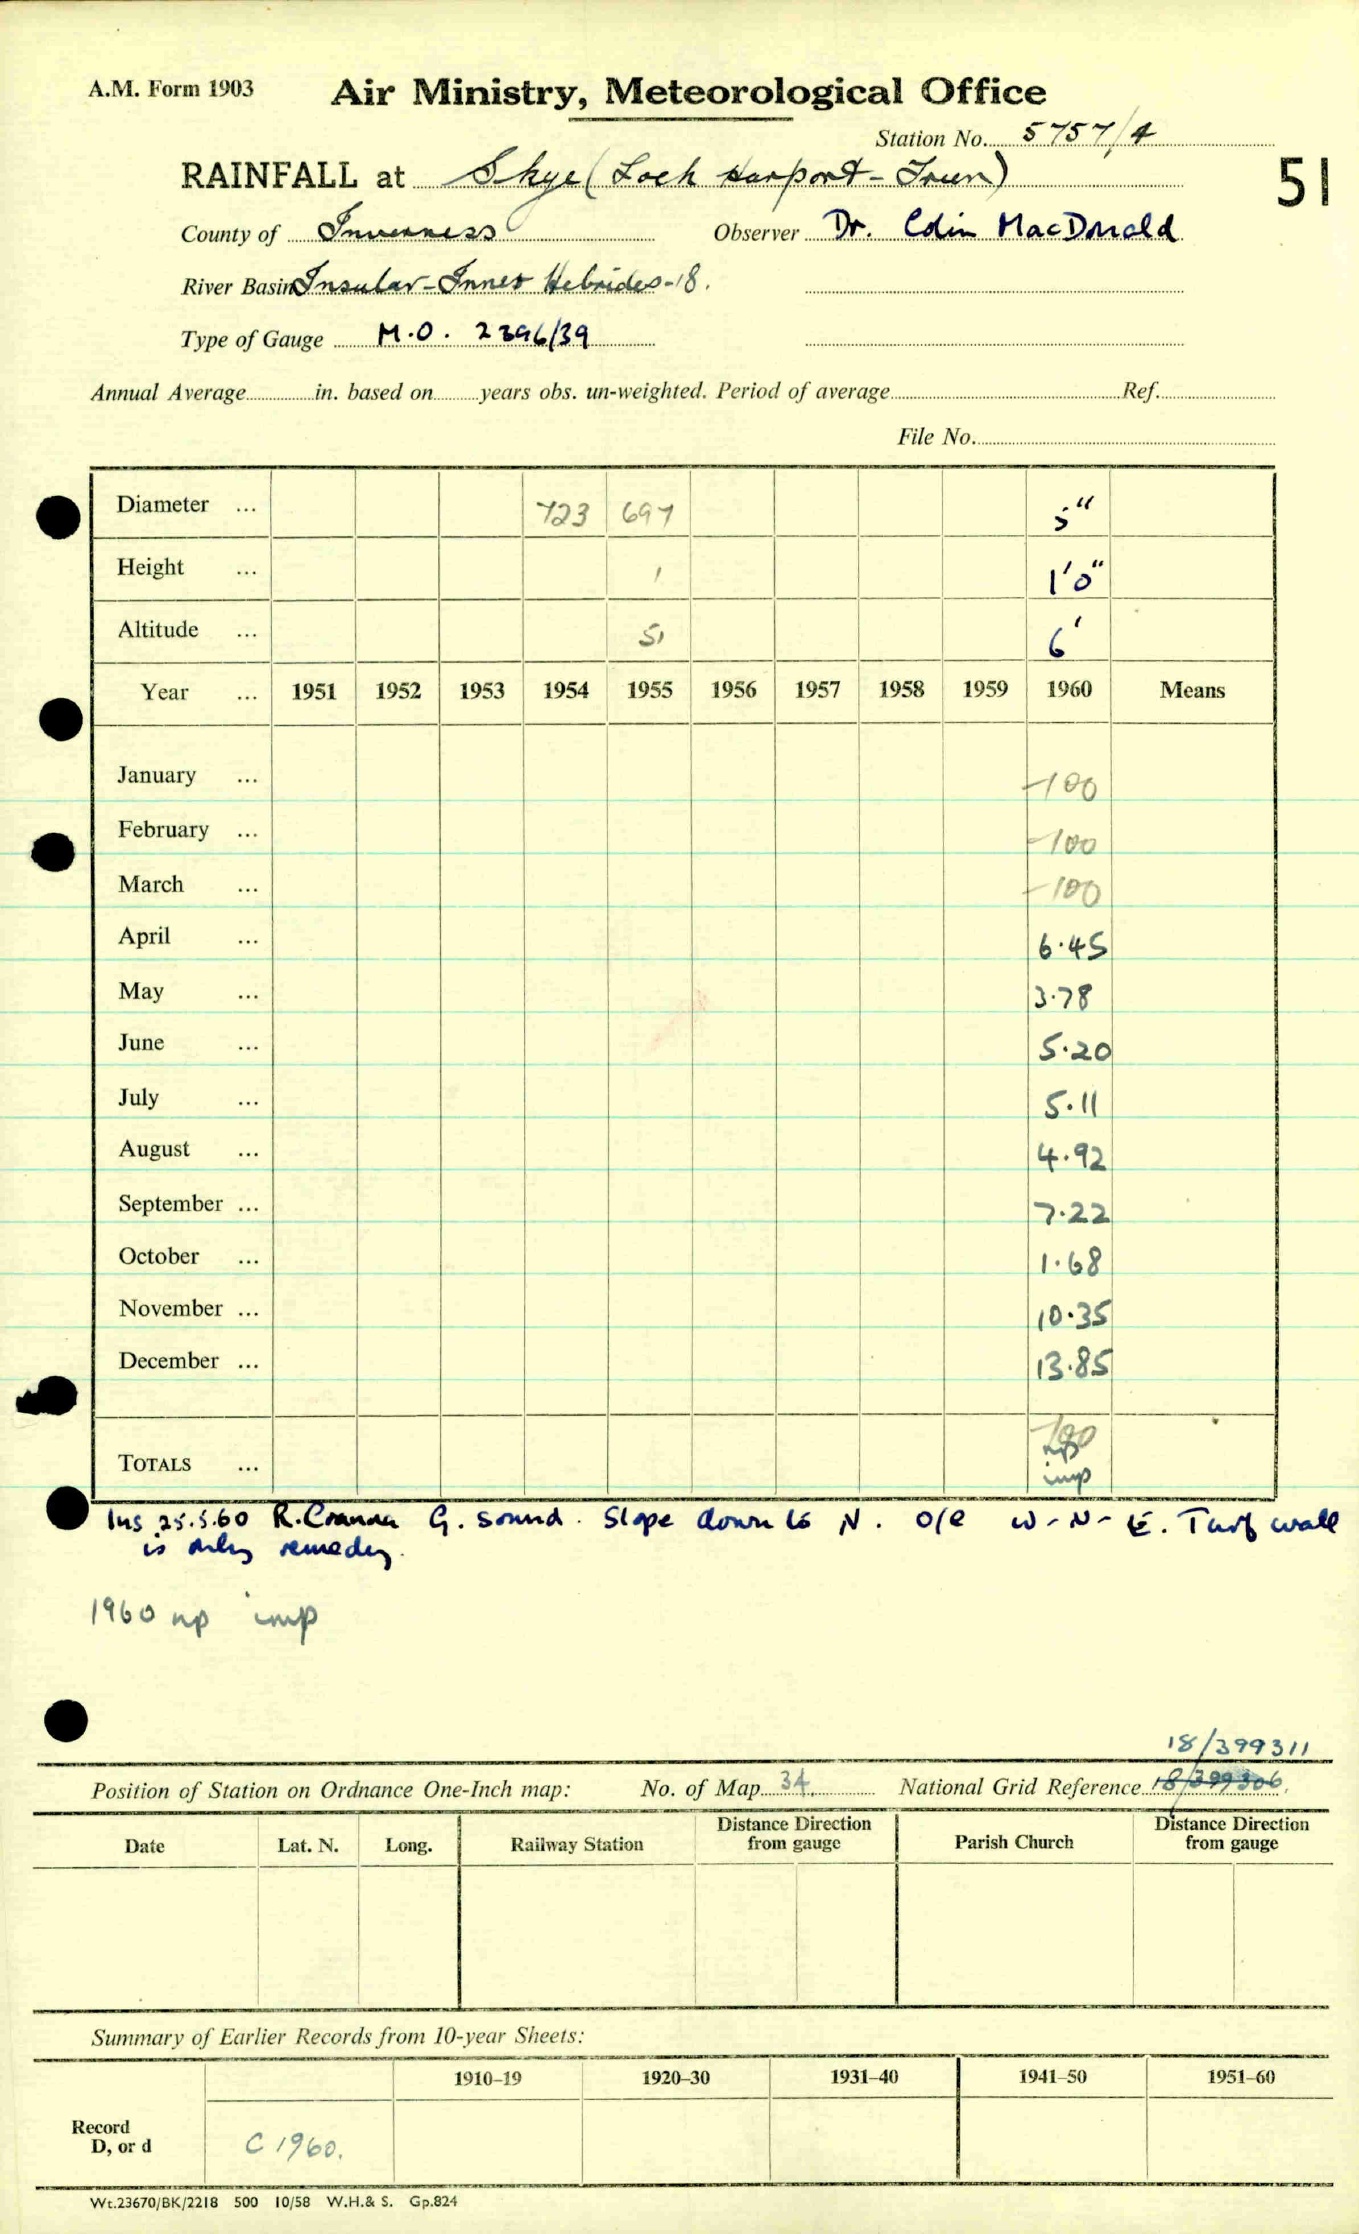 A.M. Form 1903 Air Ministry, Meteorological Office
Station No. 5757/4
RAINFALL at Skye (Loch Harport - ) 51
County of Inverness Observer Dr. Colin MacDonald
River Basin Insular - Inner Hebrides - 18.
Type of Gauge M.O. 2396/39
Annual Average in. based on years obs. un-weighted. Period of average Ref.
File No.
Diameter ... 723 697 5"
Height ... 1 1'0"
Altitude ... 51 6'
Year ... 1951 1952 1953 1954 1955 1956 1957 1958 1959 1960 Means
January ... -100
February ... -100
March ... -100
April ... 6.45
May ... 3.78
June ... 5.20
July ... 5.11
August ... 4.92
September ... 7.22
October ... 1.68
November ... 10.35
December ... 13.85
-100
TOTALS ... np
imp
Ins 25.5.60 R. G. sound. Slope down to N. o/e W-N-E. Turf wall
is only remedy.
1960 np imp
18/399311
Position of Station on Ordnance One-Inch map: No. of Map 34. National Grid Reference 18/399306.
Date Lat. N. Long. Railway Station Distance Direction from gauge Parish Church Distance Direction from gauge
Summary of Earlier Records from 10-year Sheets:
1910–19 1920–30 1931–40 1941–50 1951–60
Record
D, or d C 1960.
Wt.23670/BK/2218 500 10/58 W.H.& S. Gp.824